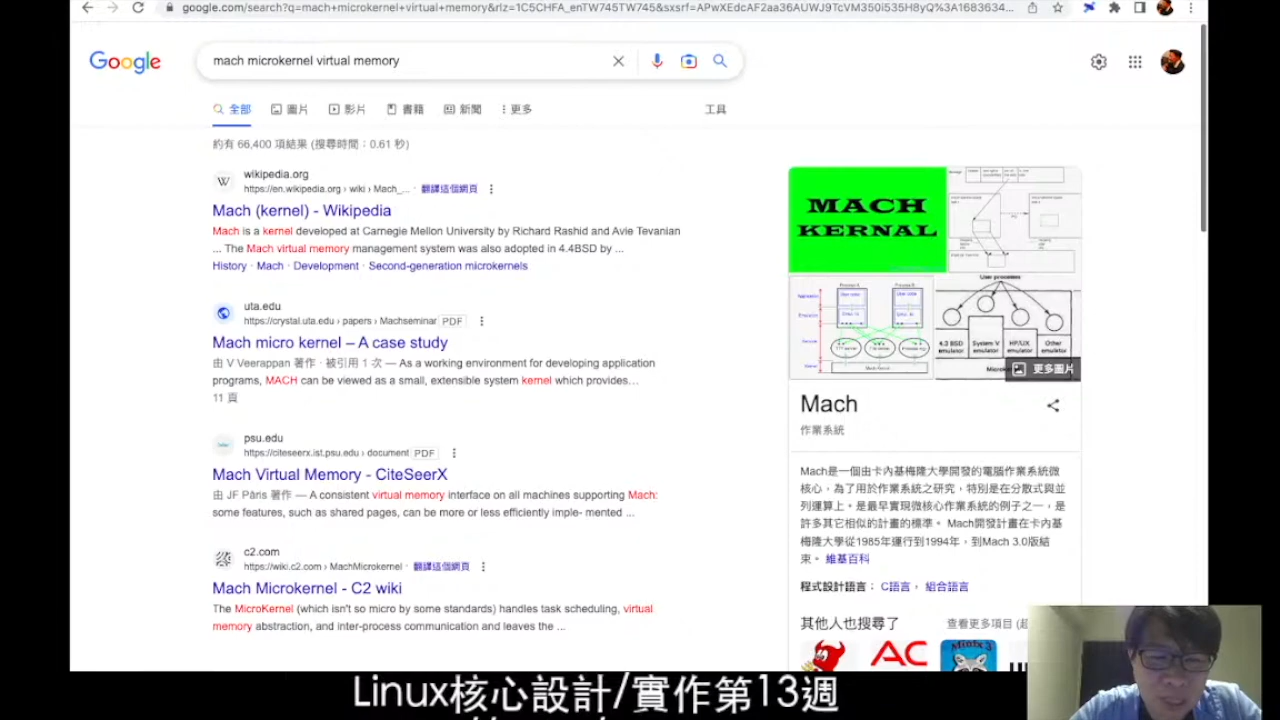 google.com/search?q=mach+microkernel+virtual+memory&rlz=1C5CHFA_enTW745TW745&sxsrf=APwXEdcAF2aa36AUWJ9TcVM350i535H8yQ%3A1683634...
Google
mach microkernel virtual memory
全部 圖片 影片 書籍 新聞 更多 工具
約有 66,400 項結果 (搜尋時間：0.61 秒)
wikipedia.org
https://en.wikipedia.org › wiki › Mach_... · 翻譯這個網頁
Mach (kernel) - Wikipedia
Mach is a kernel developed at Carnegie Mellon University by Richard Rashid and Avie Tevanian
... The Mach virtual memory management system was also adopted in 4.4BSD by ...
History · Mach · Development · Second-generation microkernels
uta.edu
https://crystal.uta.edu › papers › Machseminar PDF
Mach micro kernel – A case study
由 V Veerappan 著作 · 被引用 1 次 — As a working environment for developing application
programs, MACH can be viewed as a small, extensible system kernel which provides…
11 頁
psu.edu
https://citeseerx.ist.psu.edu › document PDF
Mach Virtual Memory - CiteSeerX
由 JF Pâris 著作 — A consistent virtual memory interface on all machines supporting Mach:
some features, such as shared pages, can be more or less efficiently imple- mented ...
c2.com
https://wiki.c2.com › MachMicrokernel · 翻譯這個網頁
Mach Microkernel - C2 wiki
The MicroKernel (which isn't so micro by some standards) handles task scheduling, virtual
memory abstraction, and inter-process communication and leaves the ...
MACH
KERNAL
User processes
4.3 BSD emulator
System V emulator
HP/UX emulator
Other emulator
更多圖片
Mach
作業系統
Mach是一個由卡內基梅隆大學開發的電腦作業系統微
核心，為了用於作業系統之研究，特別是在分散式與並
列運算上。是最早實現微核心作業系統的例子之一，是
許多其它相似的計畫的標準。 Mach開發計畫在卡內基
梅隆大學從1985年運行到1994年，到Mach 3.0版結
束。 維基百科
程式設計語言： C語言， 組合語言
其他人也搜尋了 查看更多項目
AC
Minix 3
Linux核心設計/實作第13週